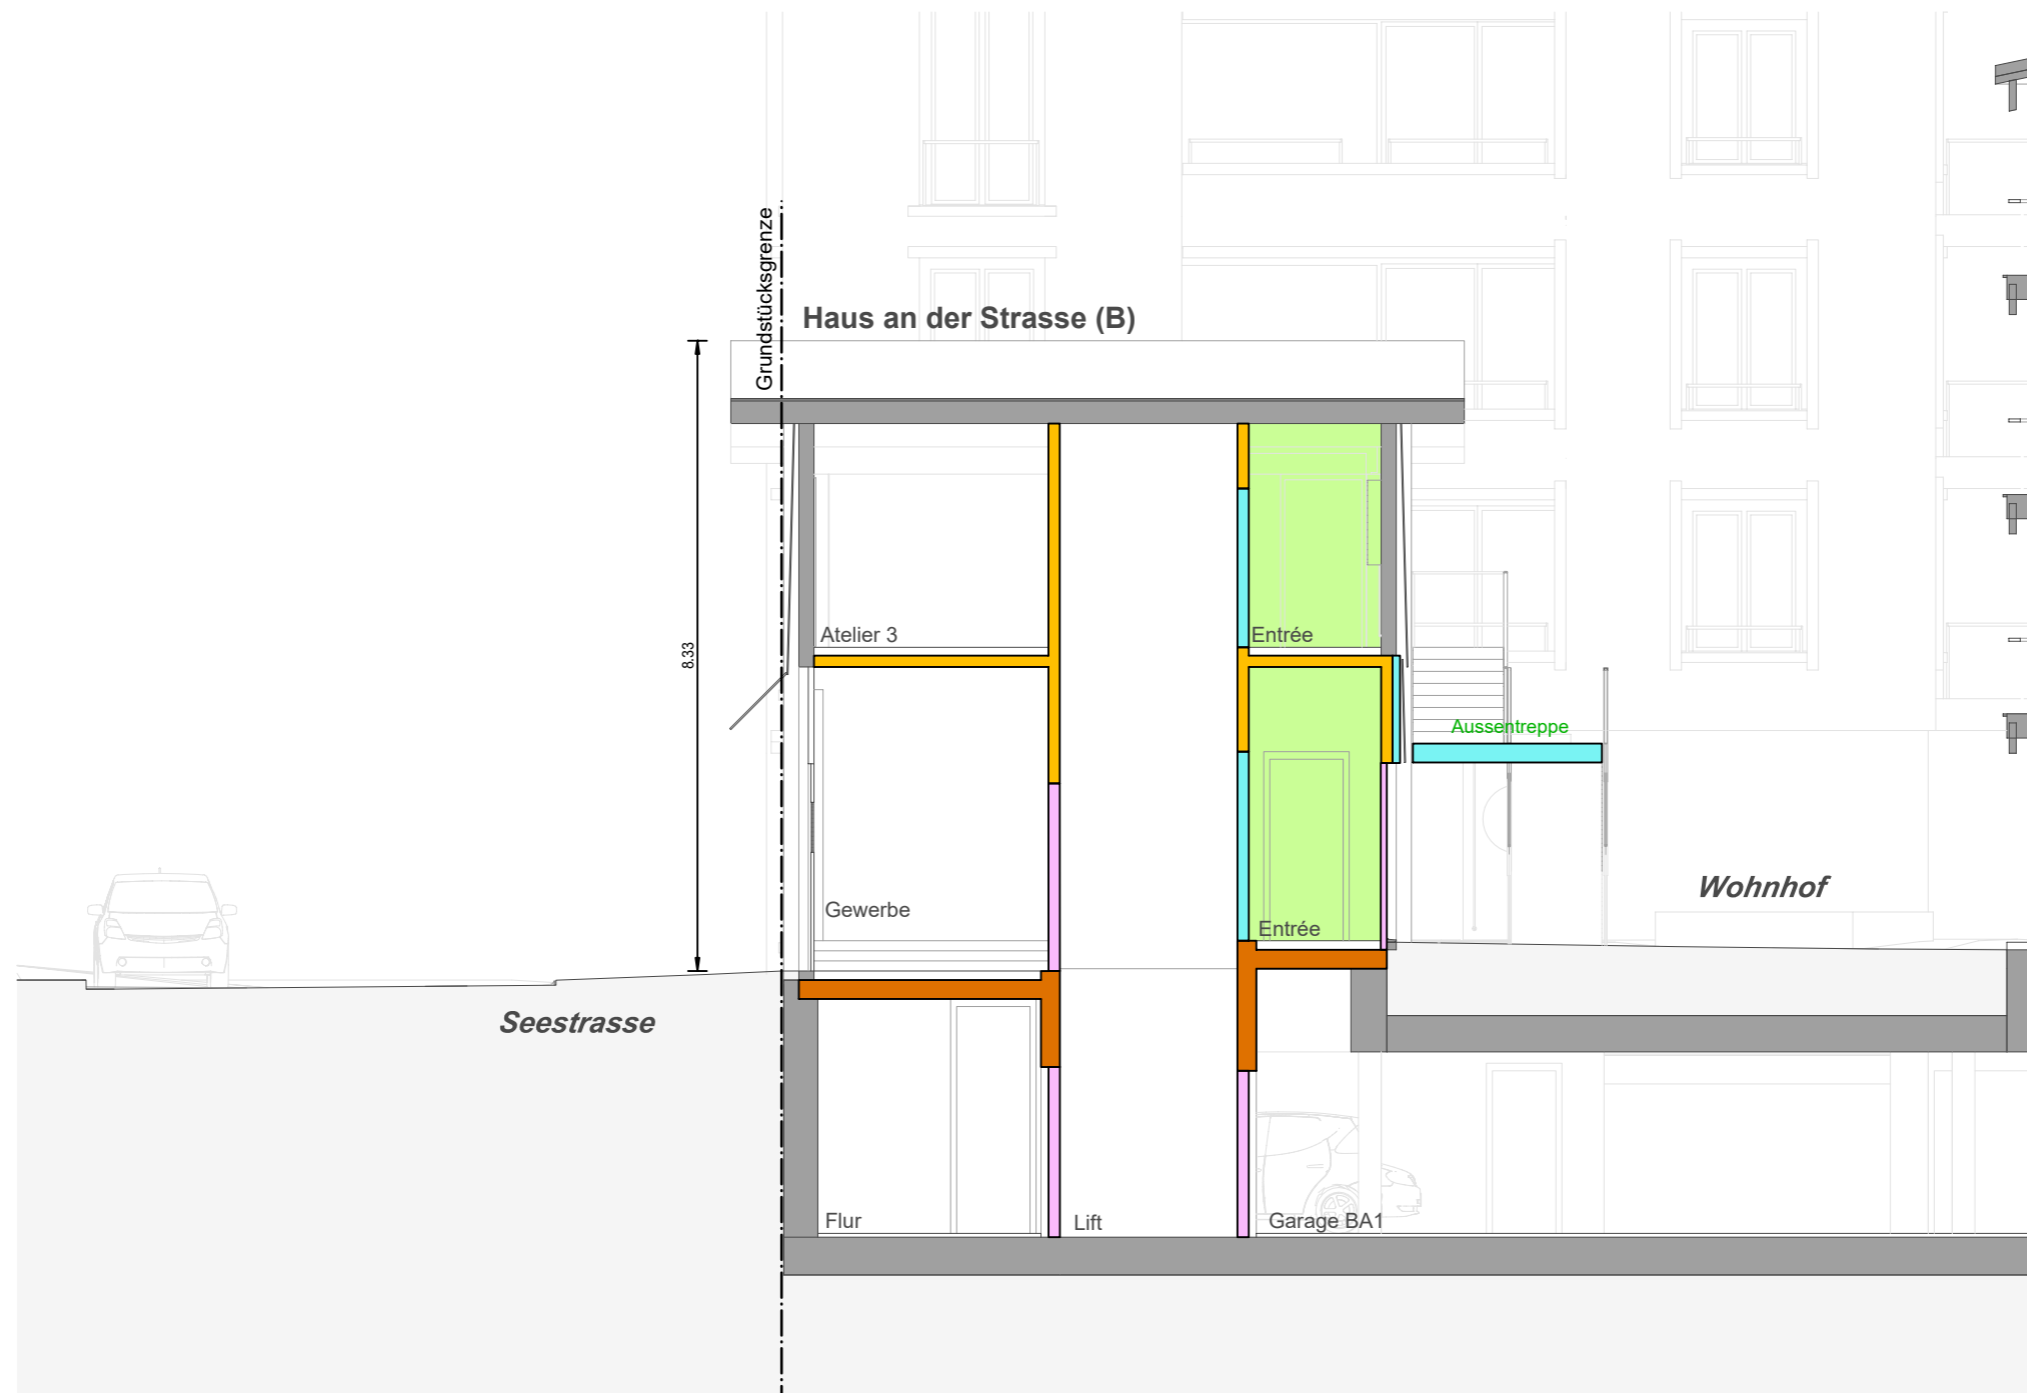 Grundstücksgrenze
Haus an der Strasse (B)
8.33
Atelier 3
Entrée
Aussentreppe
Gewerbe
Entrée
Wohnhof
Seestrasse
Flur
Lift
Garage BA1